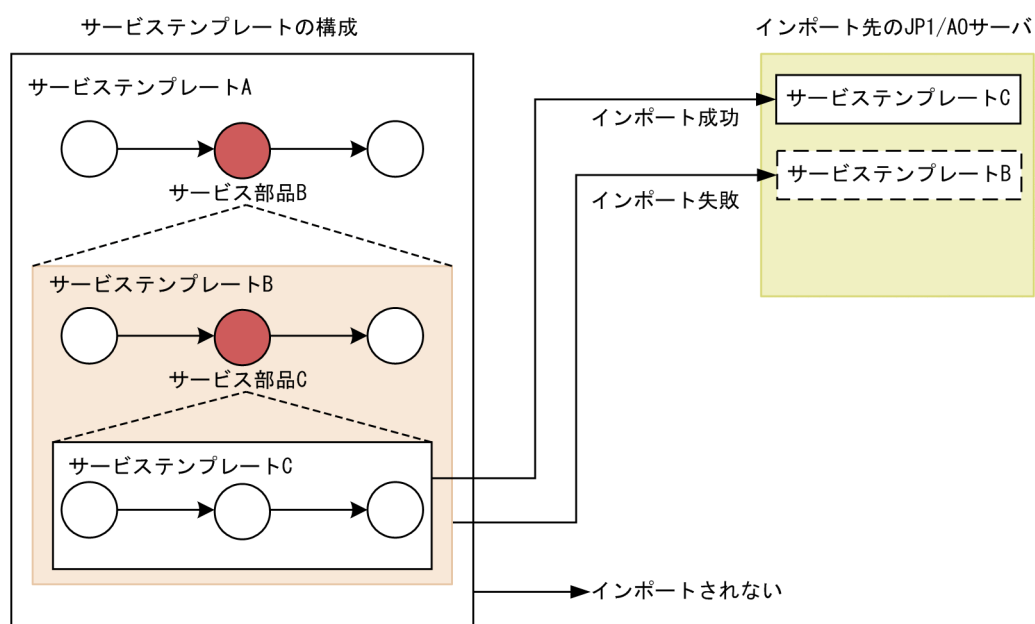 サービステンプレートの構成
インポート先のJP1/AOサーバ
サービステンプレートA
サービス部品B
サービステンプレートB
サービス部品C
サービステンプレートC
インポート成功
サービステンプレートC
インポート失敗
サービステンプレートB
インポートされない